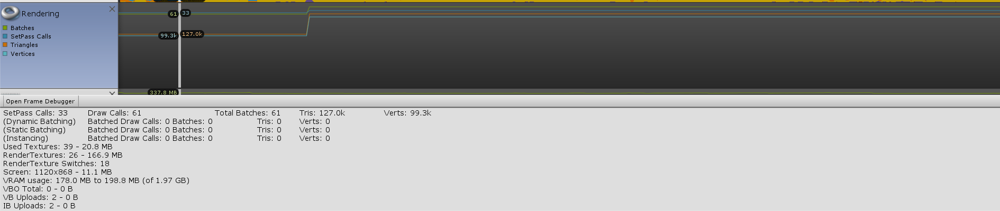 Rendering
Batches
SetPass Calls
Triangles
Vertices
61 33
99.3k 127.0k
337.8 MB
Open Frame Debugger
SetPass Calls: 33 Draw Calls: 61 Total Batches: 61 Tris: 127.0k Verts: 99.3k
(Dynamic Batching) Batched Draw Calls: 0 Batches: 0 Tris: 0 Verts: 0
(Static Batching) Batched Draw Calls: 0 Batches: 0 Tris: 0 Verts: 0
(Instancing) Batched Draw Calls: 0 Batches: 0 Tris: 0 Verts: 0
Used Textures: 39 - 20.8 MB
RenderTextures: 26 - 166.9 MB
RenderTexture Switches: 18
Screen: 1120x868 - 11.1 MB
VRAM usage: 178.0 MB to 198.8 MB (of 1.97 GB)
VBO Total: 0 - 0 B
VB Uploads: 2 - 0 B
IB Uploads: 2 - 0 B